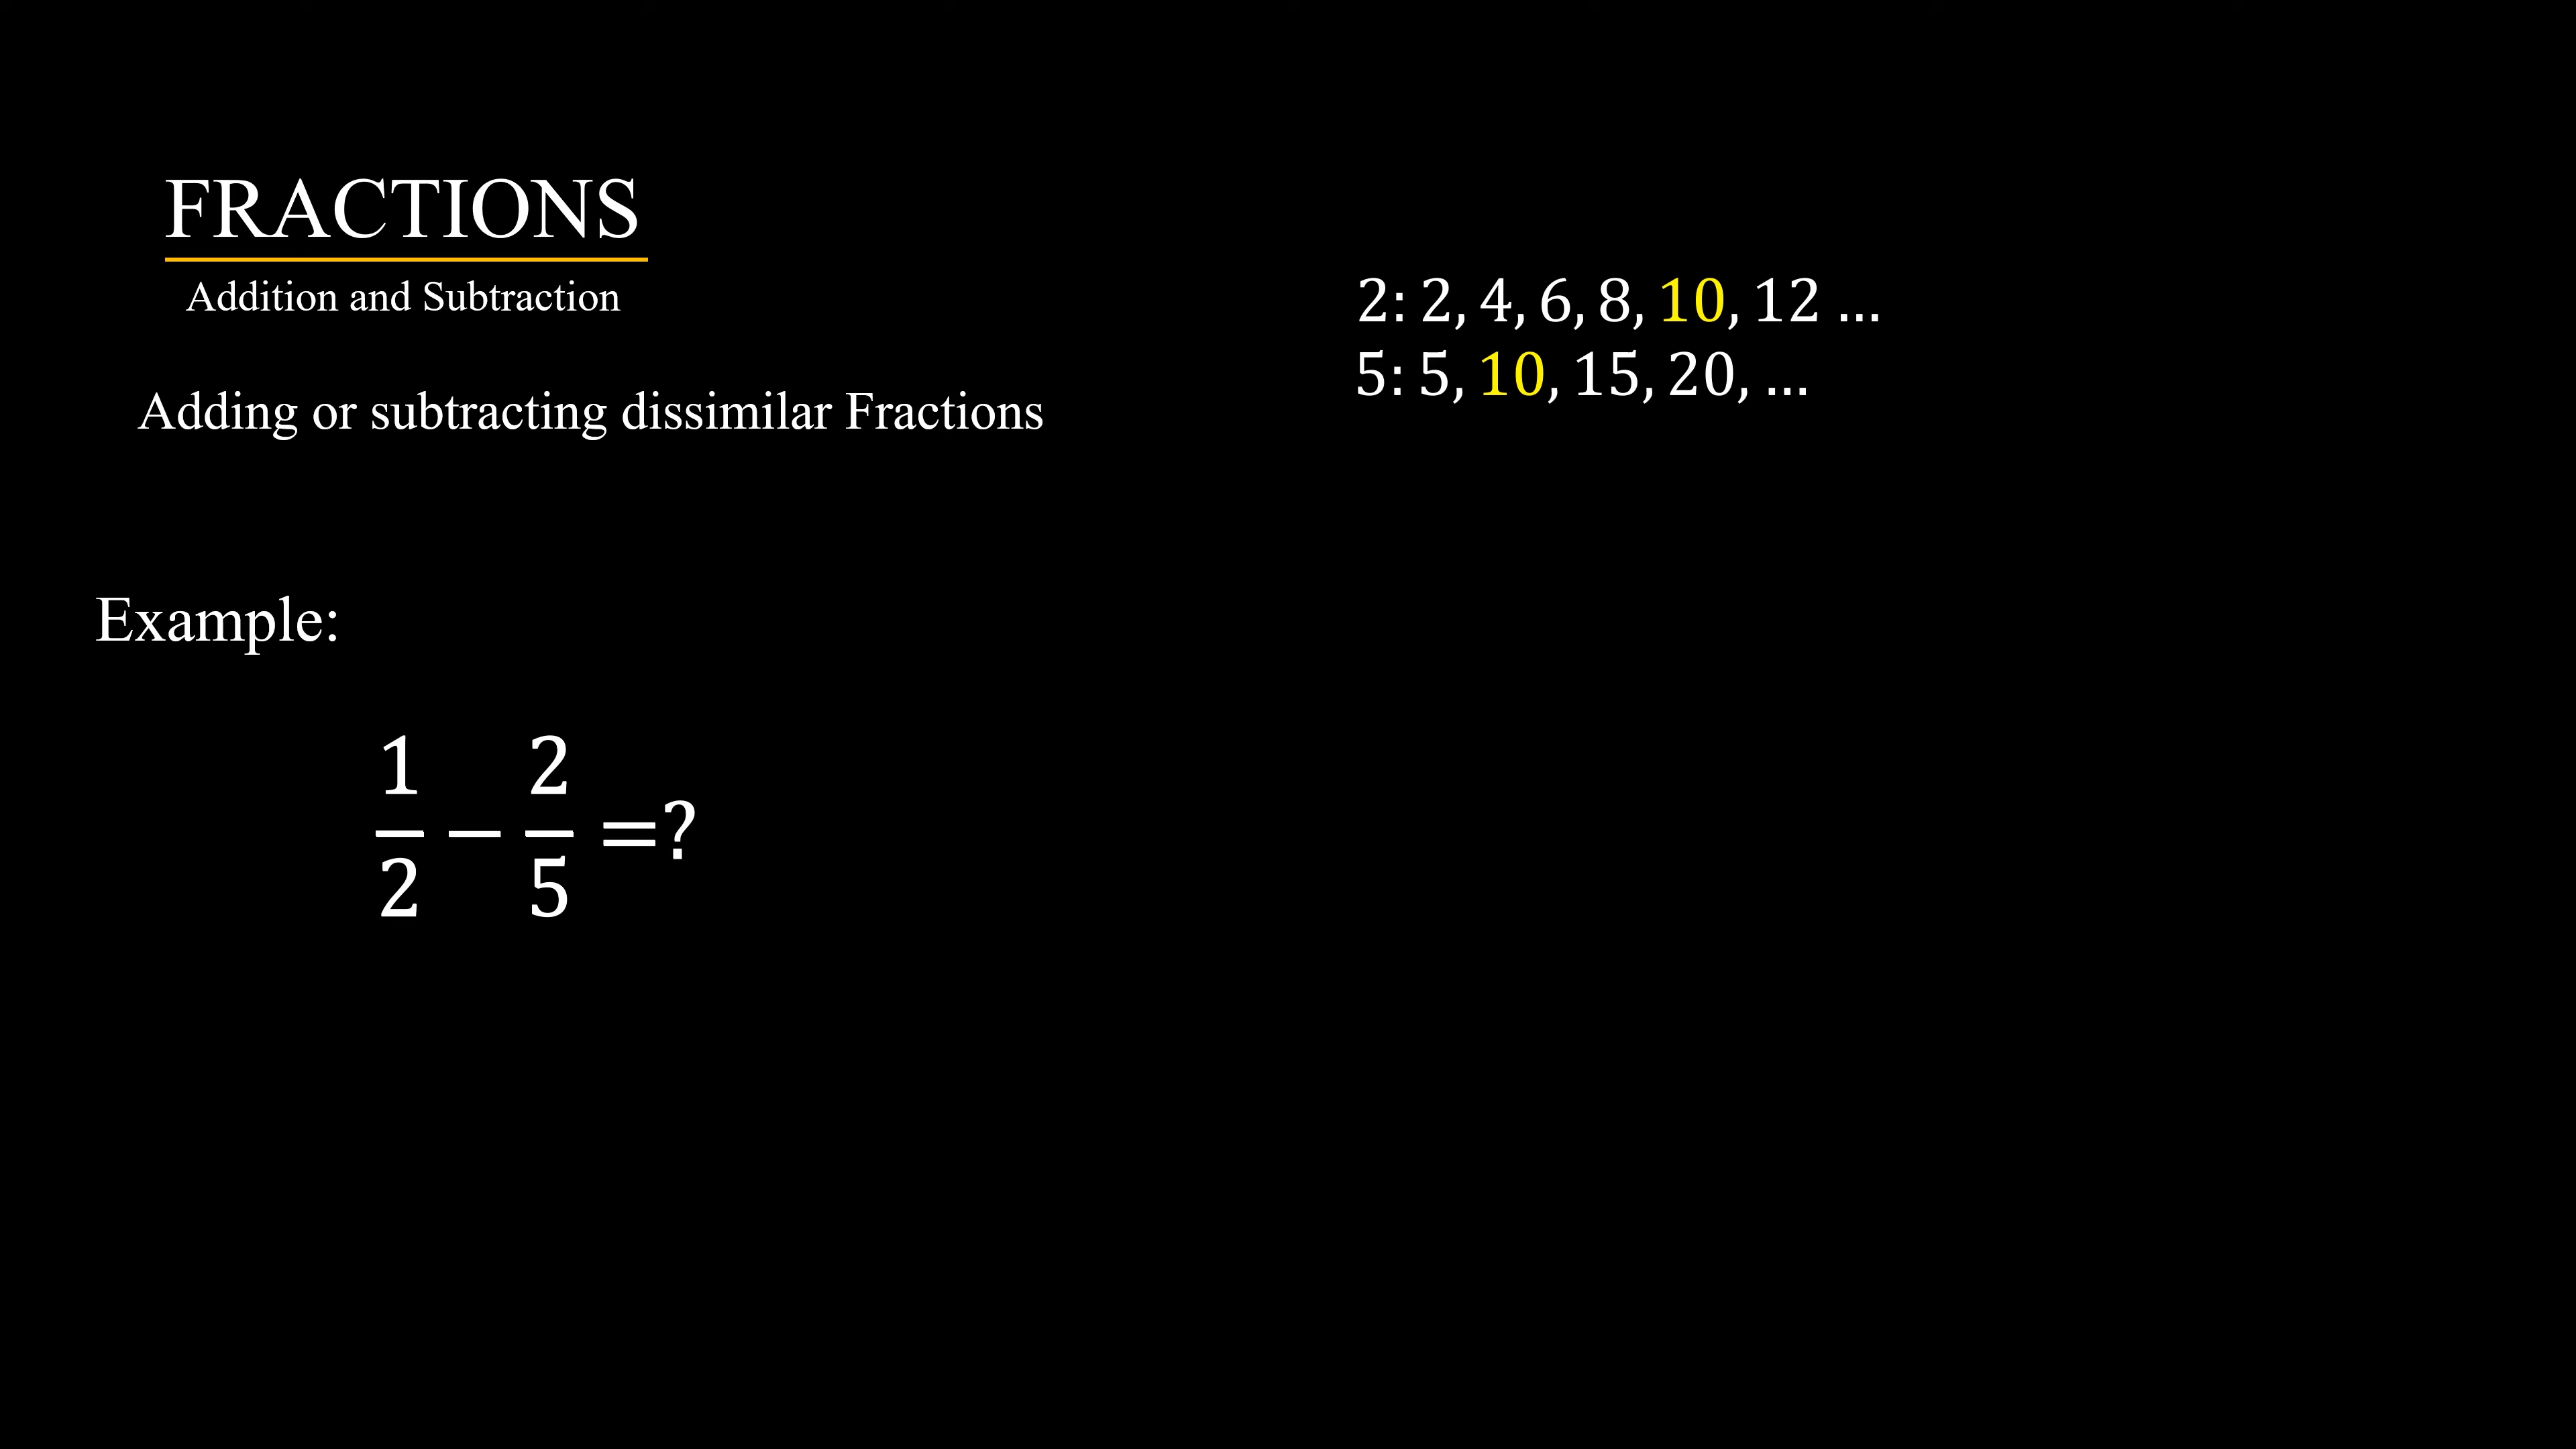 FRACTIONS
Addition and Subtraction
Adding or subtracting dissimilar Fractions
2: 2, 4, 6, 8, 10, 12 …
5: 5, 10, 15, 20, …
Example:
1/2 − 2/5 =?